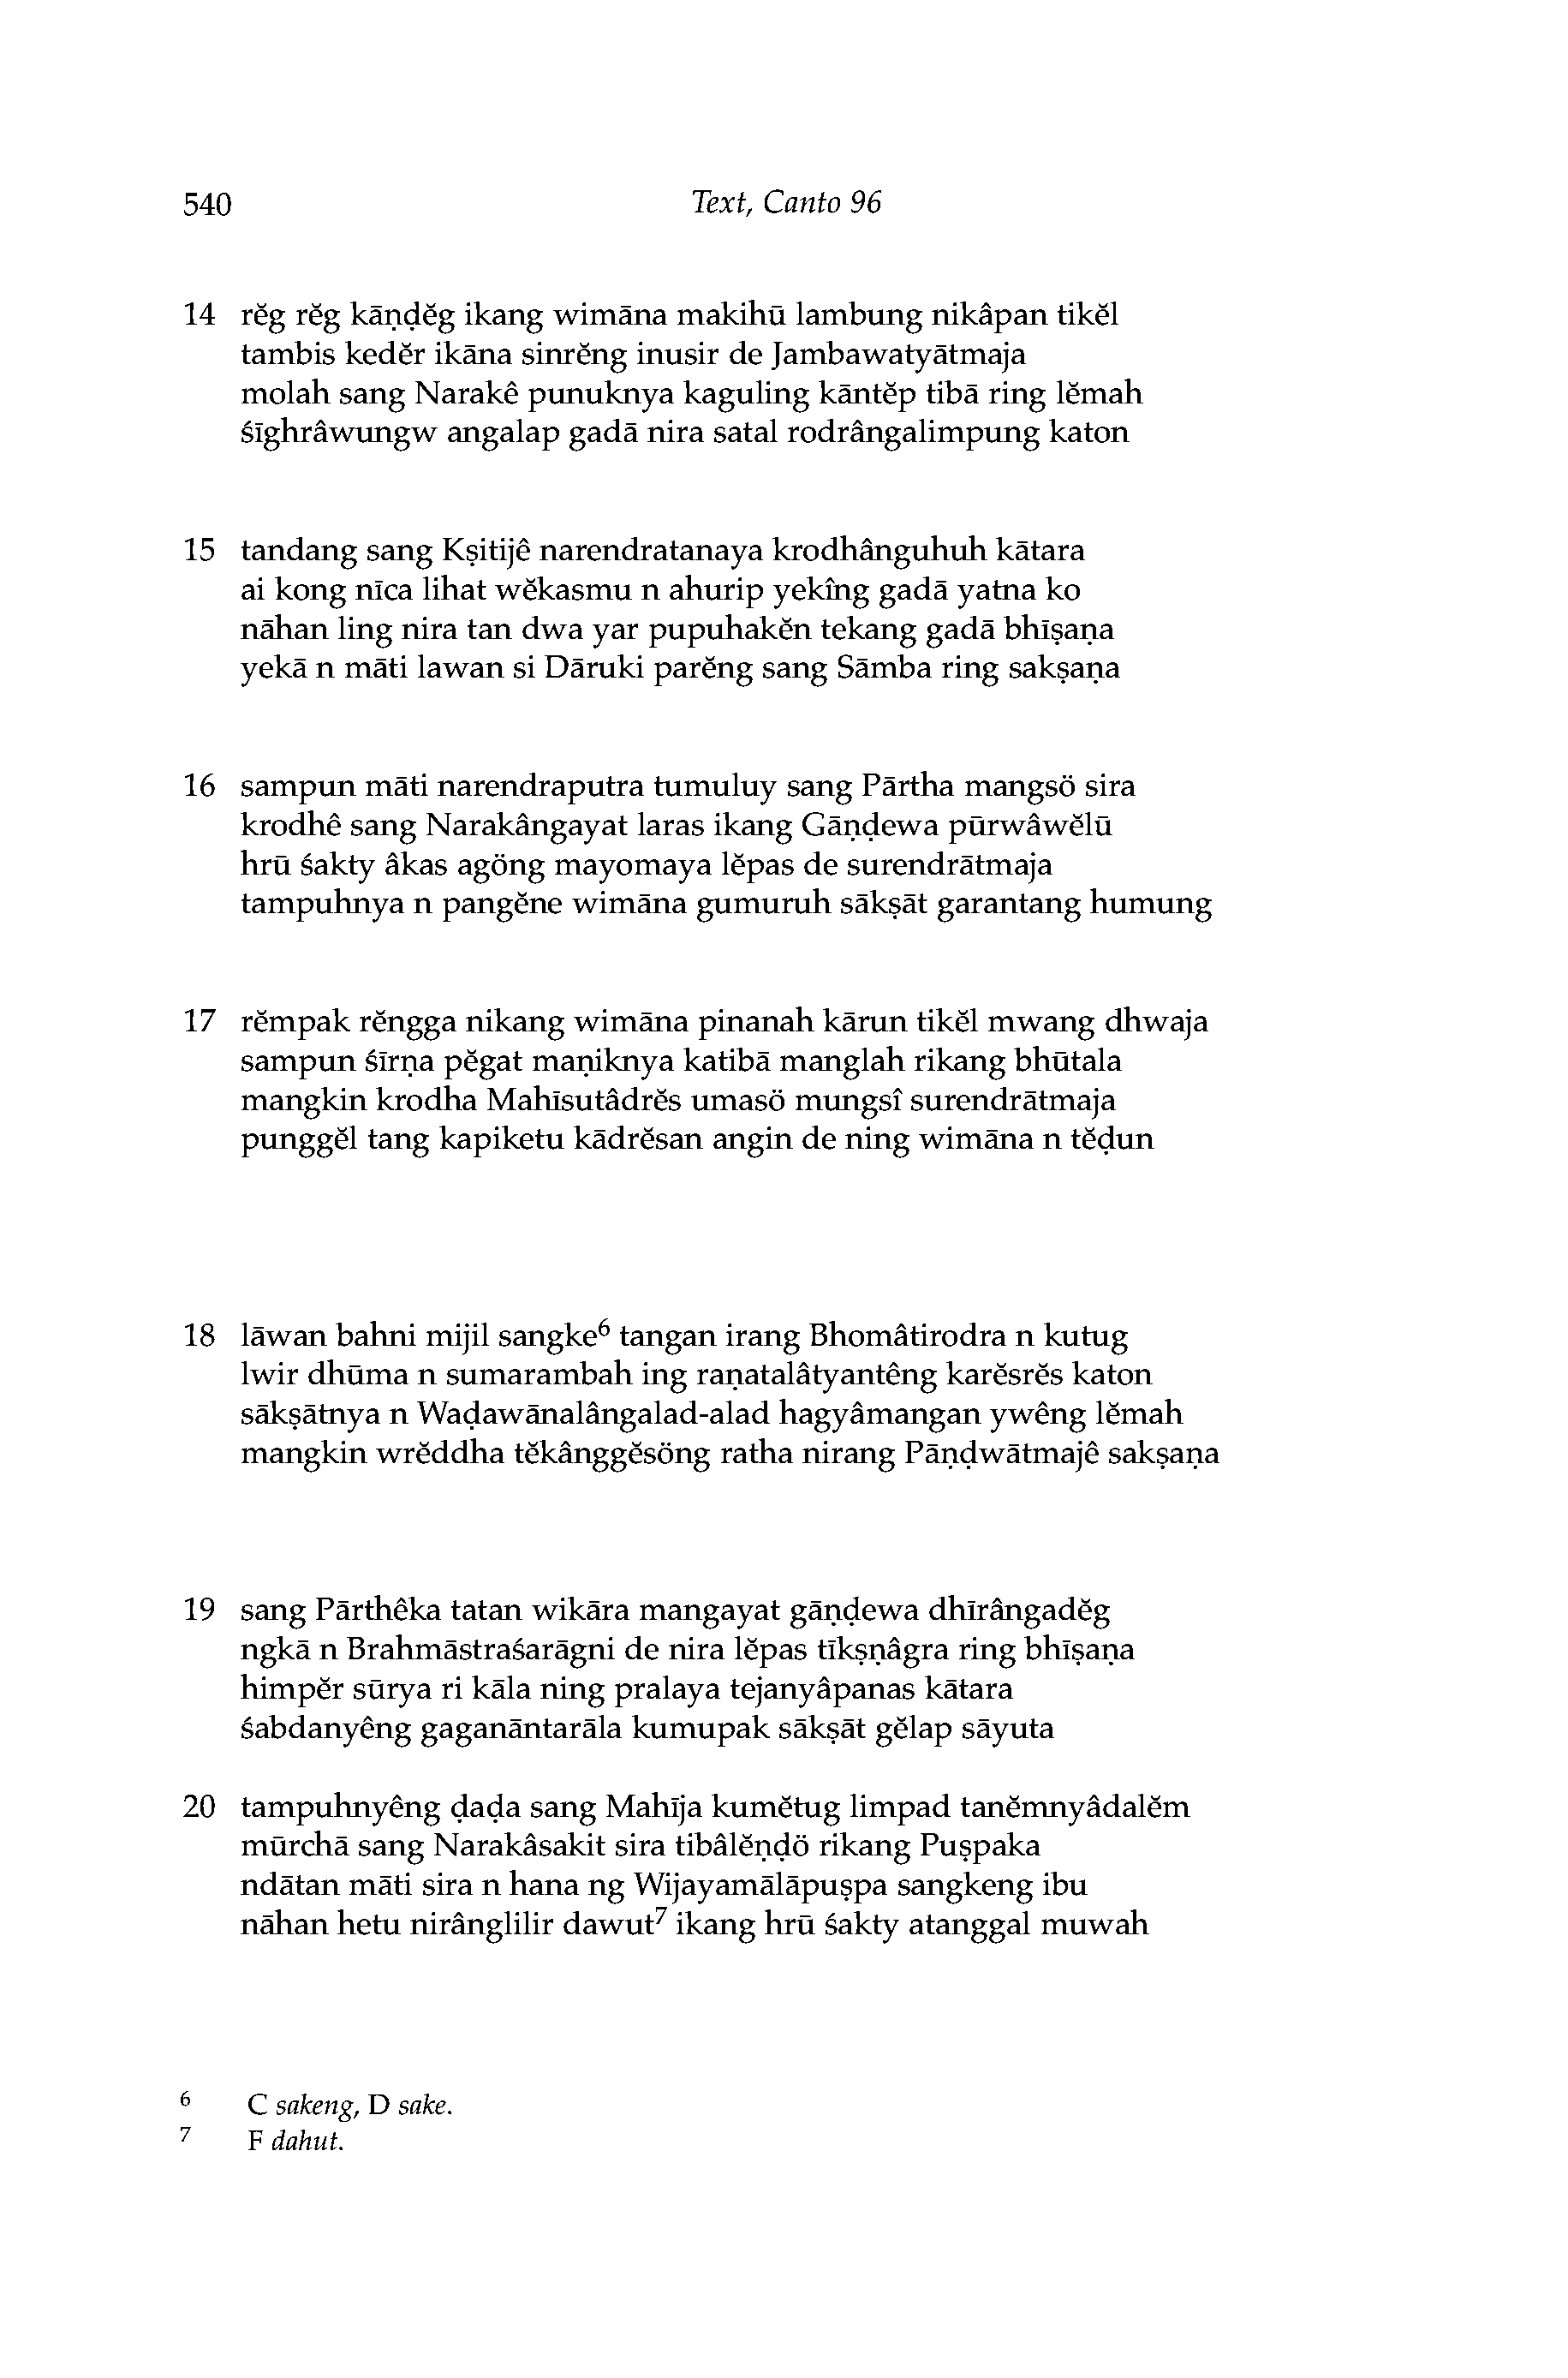 540 Text, Canto 96
14 rĕg rĕg kāṇḍĕg ikang wimāna makihū lambung nikâpan tikĕl
tambis kedĕr ikāna sinrĕng inusir de Jambawatyātmaja
molah sang Narakê punuknya kaguling kāntĕp tibā ring lĕmah
śīghrâwungw angalap gadā nira satal rodrângalimpung katon
15 tandang sang Kṣitijê narendratanaya krodhânguhuh kātara
ai kong nīca lihat wĕkasmu n ahurip yekîng gadā yatna ko
nāhan ling nira tan dwa yar pupuhakĕn tekang gadā bhīṣaṇa
yekā n māti lawan si Dāruki parĕng sang Sāmba ring sakṣaṇa
16 sampun māti narendraputra tumuluy sang Pārtha mangsö sira
krodhê sang Narakângayat laras ikang Gāṇḍewa pūrwâwĕlū
hrū śakty âkas agöng mayomaya lĕpas de surendrātmaja
tampuhnya n pangĕne wimāna gumuruh sākṣāt garantang humung
17 rĕmpak rĕngga nikang wimāna pinanah kārun tikĕl mwang dhwaja
sampun śīrṇa pĕgat maṇiknya katibā manglah rikang bhūtala
mangkin krodha Mahīsutâdrĕs umasö mungsî surendrātmaja
punggĕl tang kapiketu kādrĕsan angin de ning wimāna n tĕḍun
18 lāwan bahni mijil sangke⁶ tangan irang Bhomâtirodra n kutug
lwir dhūma n sumarambah ing raṇatalâtyantêng karĕsrĕs katon
sākṣātnya n Waḍawānalângalad-alad hagyâmangan ywêng lĕmah
mangkin wrĕddha tĕkânggĕsöng ratha nirang Pāṇḍwātmajê sakṣaṇa
19 sang Pārthêka tatan wikāra mangayat gāṇḍewa dhīrângadĕg
ngkā n Brahmāstraśarāgni de nira lĕpas tīkṣṇâgra ring bhīṣaṇa
himpĕr sūrya ri kāla ning pralaya tejanyâpanas kātara
śabdanyêng gaganāntarāla kumupak sākṣāt gĕlap sāyuta
20 tampuhnyêng ḍaḍa sang Mahīja kumĕtug limpad tanĕmnyâdalĕm
mūrchā sang Narakâsakit sira tibâlĕṇḍö rikang Puṣpaka
ndātan māti sira n hana ng Wijayamālāpuṣpa sangkeng ibu
nāhan hetu nirânglilir dawut⁷ ikang hrū śakty atanggal muwah
6 C sakeng, D sake.
7 F dahut.